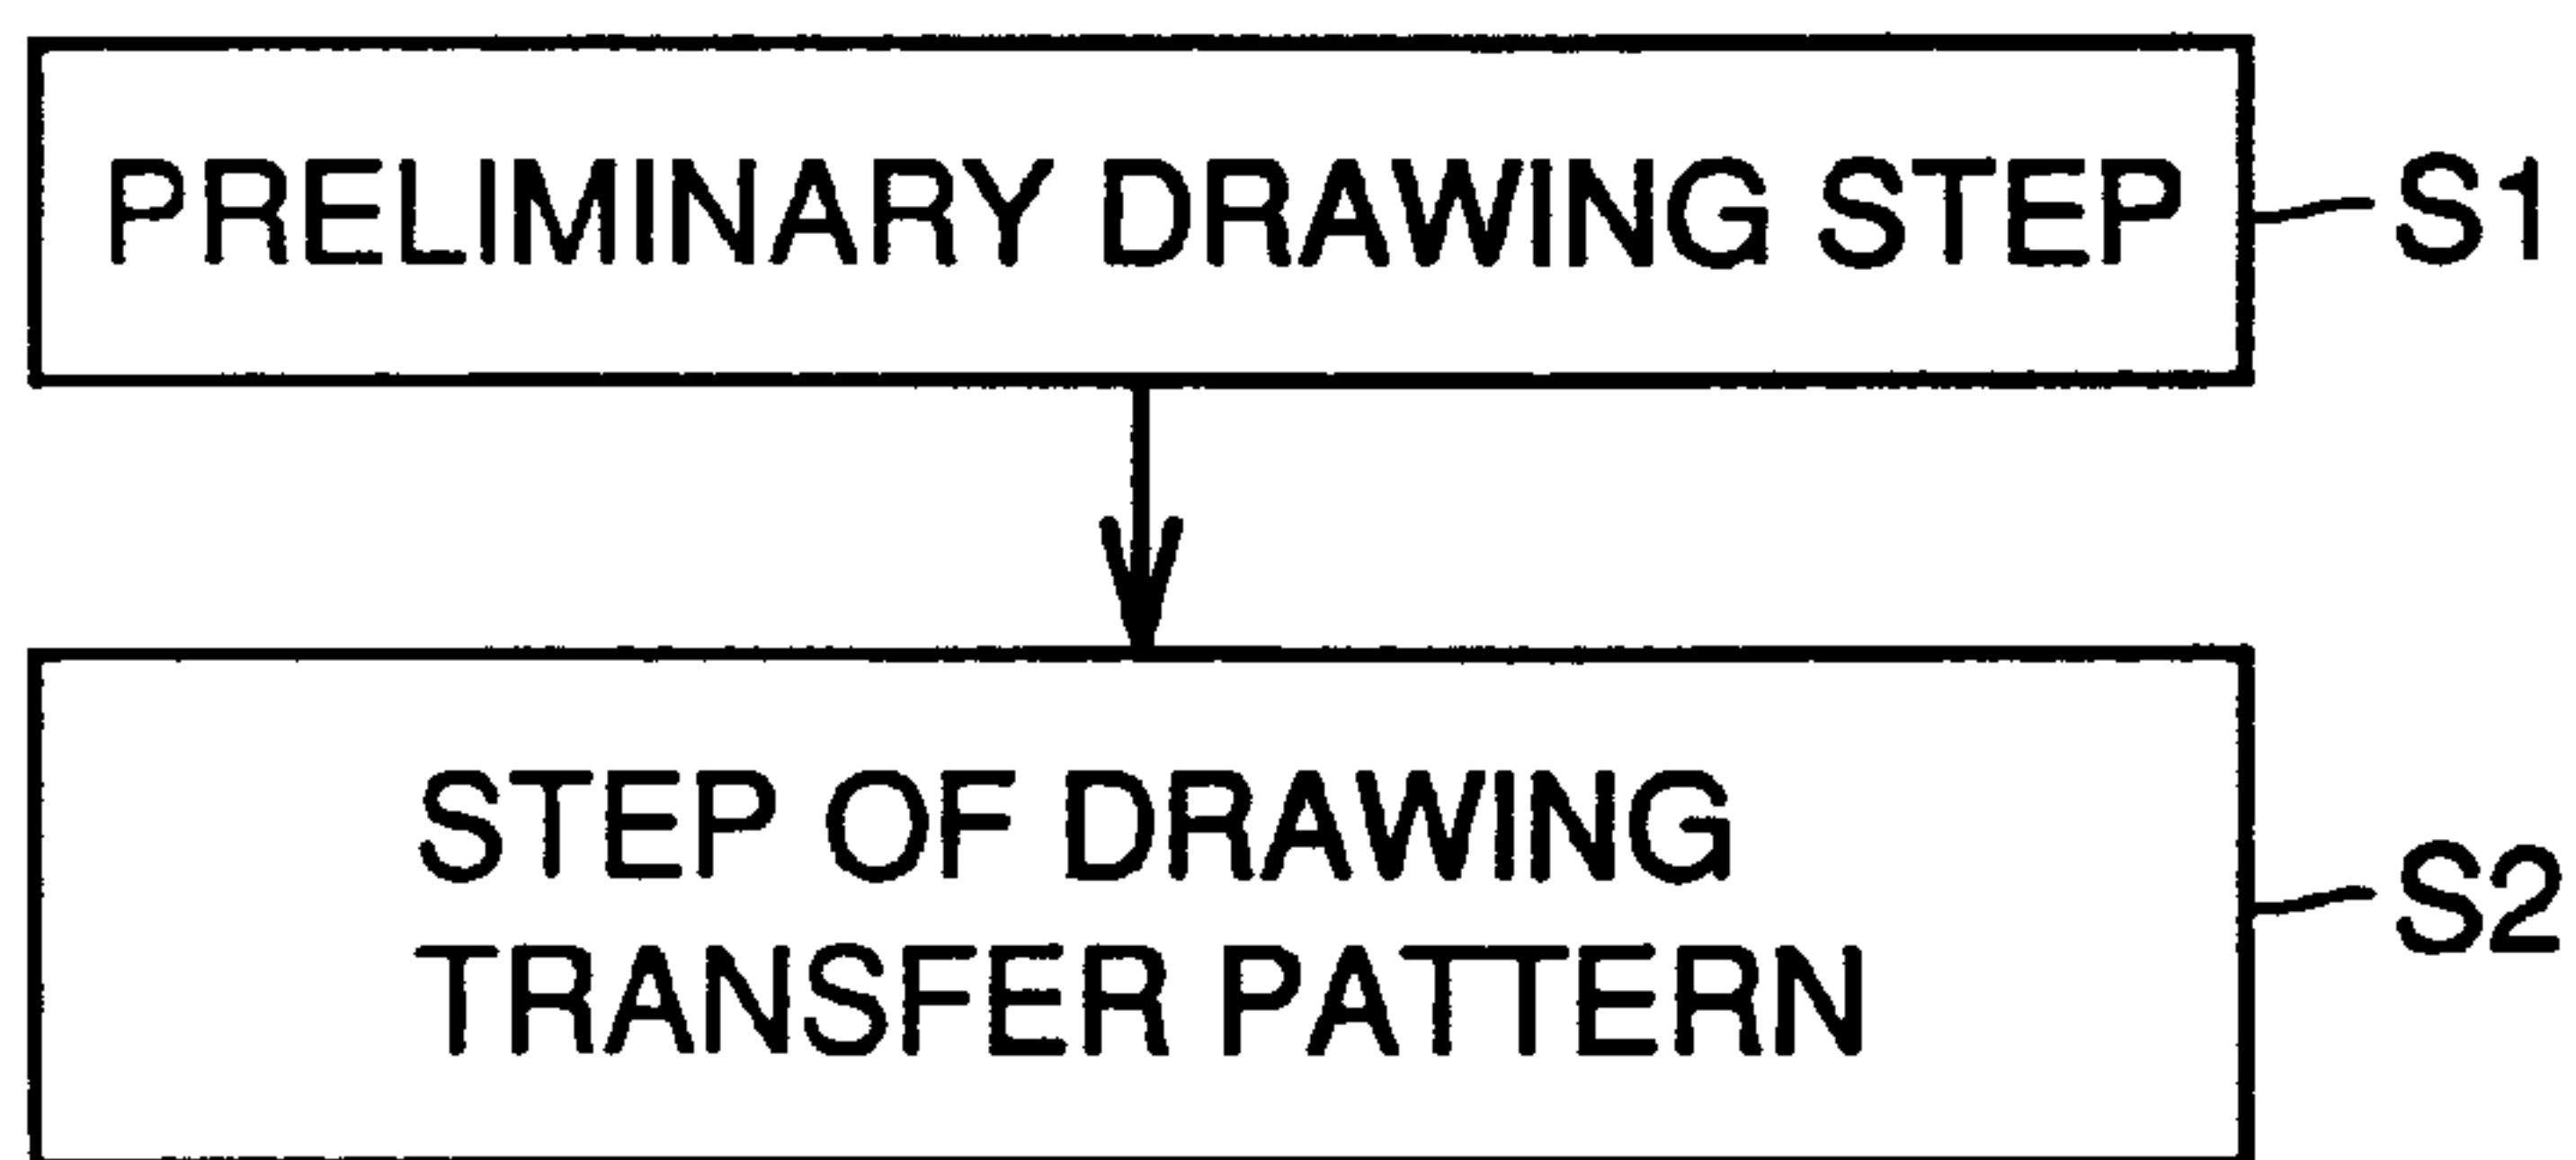 PRELIMINARY DRAWING STEP
S1
STEP OF DRAWING
TRANSFER PATTERN
S2